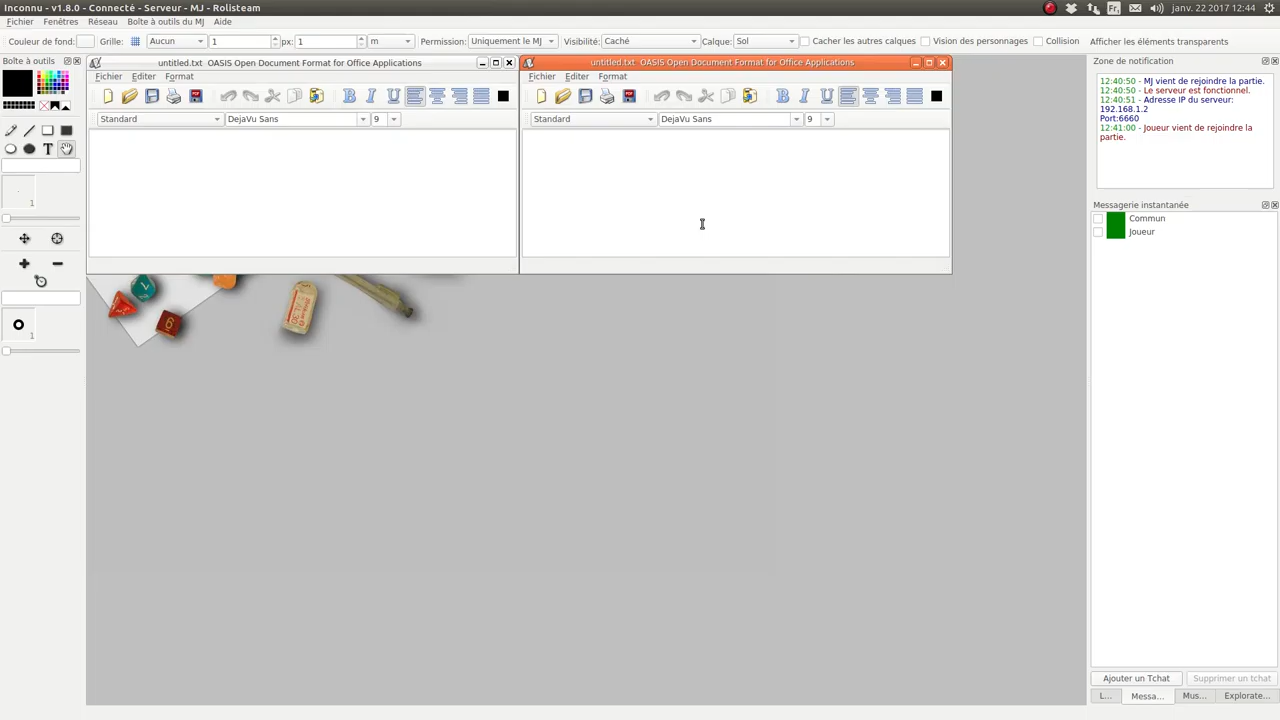 Inconnu - v1.8.0 - Connecté - Serveur - MJ - Rolisteam
Fr
janv. 22 2017 12:44
Fichier Fenêtres Réseau Boîte à outils du MJ Aide
Couleur de fond: Grille: Aucun 1 px: 1 m Permission: Uniquement le MJ Visibilité: Caché Calque: Sol Cacher les autres calques Vision des personnages Collision Afficher les éléments transparents
Boîte à outils
T
1
1
untitled.txt OASIS Open Document Format for Office Applications
Fichier Editer Format
B I U
Standard DejaVu Sans 9
untitled.txt OASIS Open Document Format for Office Applications
Fichier Editer Format
B I U
Standard DejaVu Sans 9
Zone de notification
12:40:50 - MJ vient de rejoindre la partie.
12:40:50 - Le serveur est fonctionnel.
12:40:51 - Adresse IP du serveur:
192.168.1.2
Port:6660
12:41:00 - Joueur vient de rejoindre la
partie.
Messagerie instantanée
Commun
Joueur
Ajouter un Tchat Supprimer un tchat
L... Messa... Mus... Explorate...